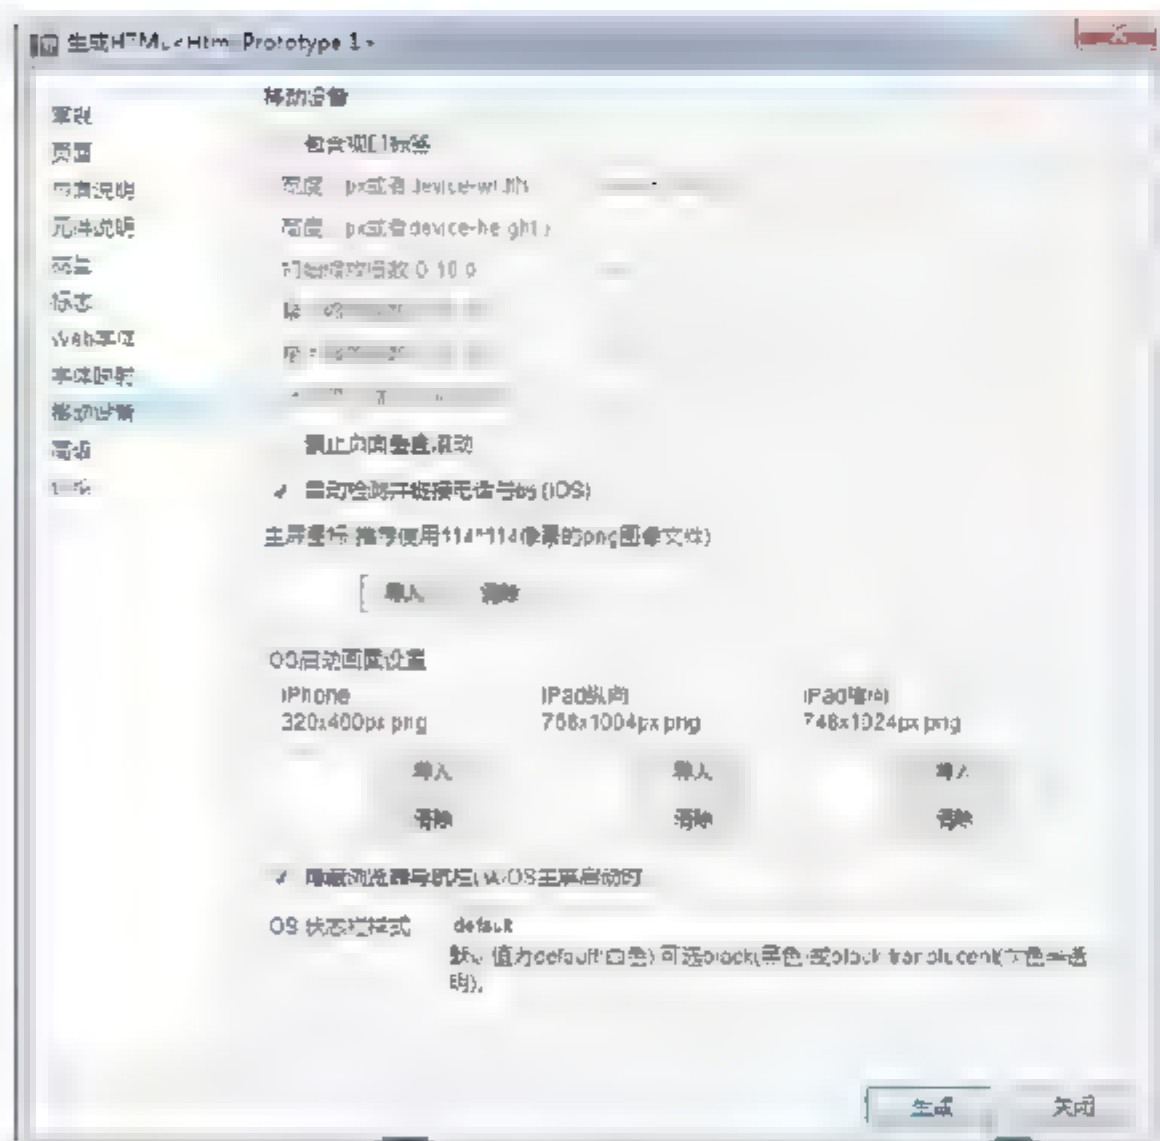 生成HTML <Html Prototype 1>
常规
页面
页面说明
元件说明
交互
标志
Web字体
字体映射
移动设备
高级
移动设备
包含视口标签
宽度 px或者device-width
高度 px或者device-height)
初始缩放倍数 0-10.0
禁止页面垂直滚动
自动检测并链接电话号码(iOS)
主屏图标 推荐使用114*114像素的png图像文件)
导入 清除
iOS启动画面设置
iPhone iPad纵向 iPad横向
320x460px png 768x1004px png 748x1024px png
导入 导入 导入
清除 清除 清除
隐藏浏览器导航栏(从iOS主屏启动时
iOS 状态栏样式 default
默认值为default(白色) 可选black(黑色)或black-translucent(灰色半透
明)。
生成 关闭